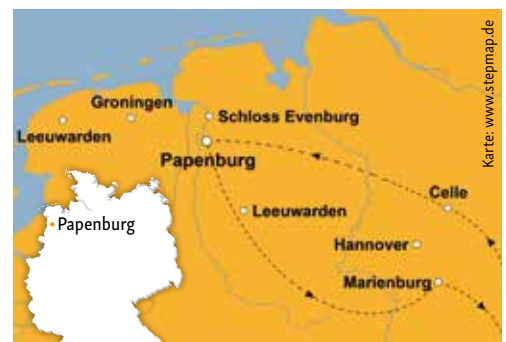 Groningen
Leeuwarden
Schloss Evenburg
Papenburg
Papenburg
Leeuwarden
Celle
Hannover
Marienburg
Karte: www.stepmap.de